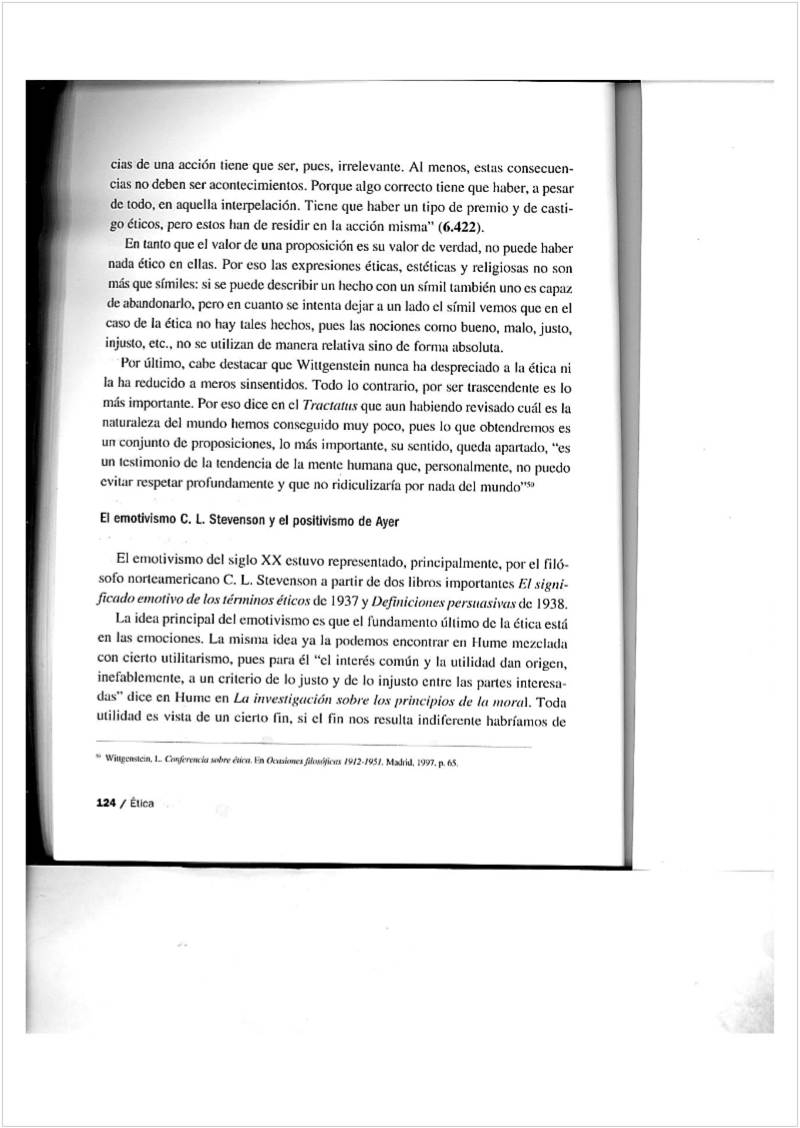 cias de una acción tiene que ser, pues, irrelevante. Al menos, estas consecuen-
cias no deben ser acontecimientos. Porque algo correcto tiene que haber, a pesar
de todo, en aquella interpelación. Tiene que haber un tipo de premio y de casti-
go éticos, pero estos han de residir en la acción misma” (6.422).
En tanto que el valor de una proposición es su valor de verdad, no puede haber
nada ético en ellas. Por eso las expresiones éticas, estéticas y religiosas no son
más que símiles: si se puede describir un hecho con un símil también uno es capaz
de abandonarlo, pero en cuanto se intenta dejar a un lado el símil vemos que en el
caso de la ética no hay tales hechos, pues las nociones como bueno, malo, justo,
injusto, etc., no se utilizan de manera relativa sino de forma absoluta.
Por último, cabe destacar que Wittgenstein nunca ha despreciado a la ética ni
la ha reducido a meros sinsentidos. Todo lo contrario, por ser trascendente es lo
más importante. Por eso dice en el Tractatus que aun habiendo revisado cuál es la
naturaleza del mundo hemos conseguido muy poco, pues lo que obtendremos es
un conjunto de proposiciones, lo más importante, su sentido, queda apartado, “es
un testimonio de la tendencia de la mente humana que, personalmente, no puedo
evitar respetar profundamente y que no ridiculizaría por nada del mundo”⁵⁰
El emotivismo C. L. Stevenson y el positivismo de Ayer
El emotivismo del siglo XX estuvo representado, principalmente, por el filó-
sofo norteamericano C. L. Stevenson a partir de dos libros importantes El signi-
ficado emotivo de los términos éticos de 1937 y Definiciones persuasivas de 1938.
La idea principal del emotivismo es que el fundamento último de la ética está
en las emociones. La misma idea ya la podemos encontrar en Hume mezclada
con cierto utilitarismo, pues para él “el interés común y la utilidad dan origen,
inefablemente, a un criterio de lo justo y de lo injusto entre las partes interesa-
das” dice en Hume en La investigación sobre los principios de la moral. Toda
utilidad es vista de un cierto fin, si el fin nos resulta indiferente habríamos de
⁵⁰ Wittgenstein, L. Conferencia sobre ética. En Ocasiones filosóficas 1912-1951. Madrid, 1997, p. 65.
124 / Ética